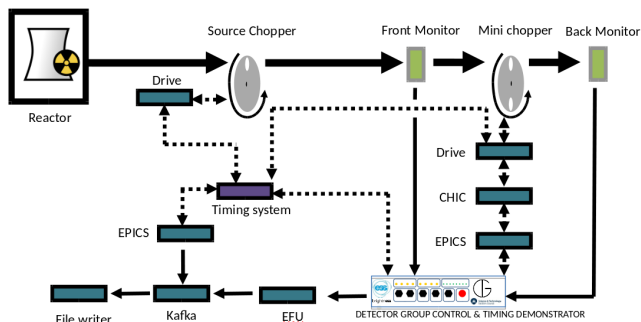 Source Chopper
Front Monitor
Mini chopper
Back Monitor
Drive
Reactor
Drive
CHIC
Timing system
EPICS
EPICS
File writer
Kafka
EFU
DETECTOR GROUP CONTROL & TIMING DEMONSTRATOR